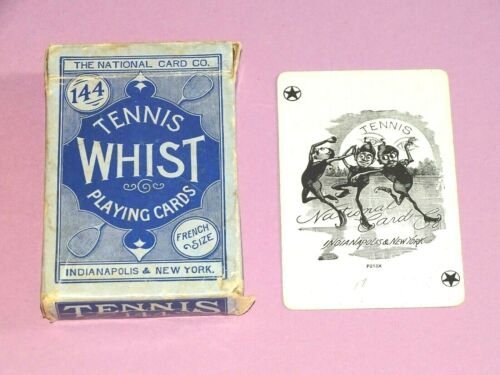 THE NATIONAL CARD CO.
144
TENNIS
WHIST
PLAYING CARDS
FRENCH
SIZE
INDIANAPOLIS & NEW YORK.
TENNIS
TENNIS
National
Card Co
INDIANAPOLIS & NEW YORK